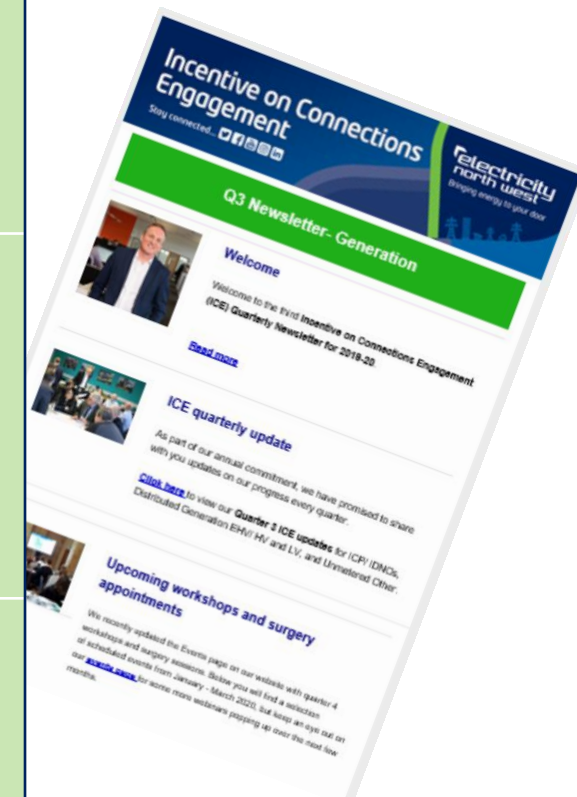 Incentive on Connections
Engagement
Stay connected...
electricity
north west
Bringing energy to your door
Q3 Newsletter- Generation
Welcome
Welcome to the third Incentive on Connections Engagement
(ICE) Quarterly Newsletter for 2019-20.
Read more
ICE quarterly update
As part of our annual commitment, we have promised to share
with you updates on our progress every quarter.
Click here to view our Quarter 3 ICE updates for ICP/ IDNOs,
Distributed Generation EHV/ HV and LV, and Unmetered Other.
Upcoming workshops and surgery
appointments
We recently updated the Events page on our website with quarter 4
workshops and surgery sessions. Below you will find a selection
of scheduled events from January - March 2020, but keep an eye out on
our events page for some more webinars popping up over the next few
months.